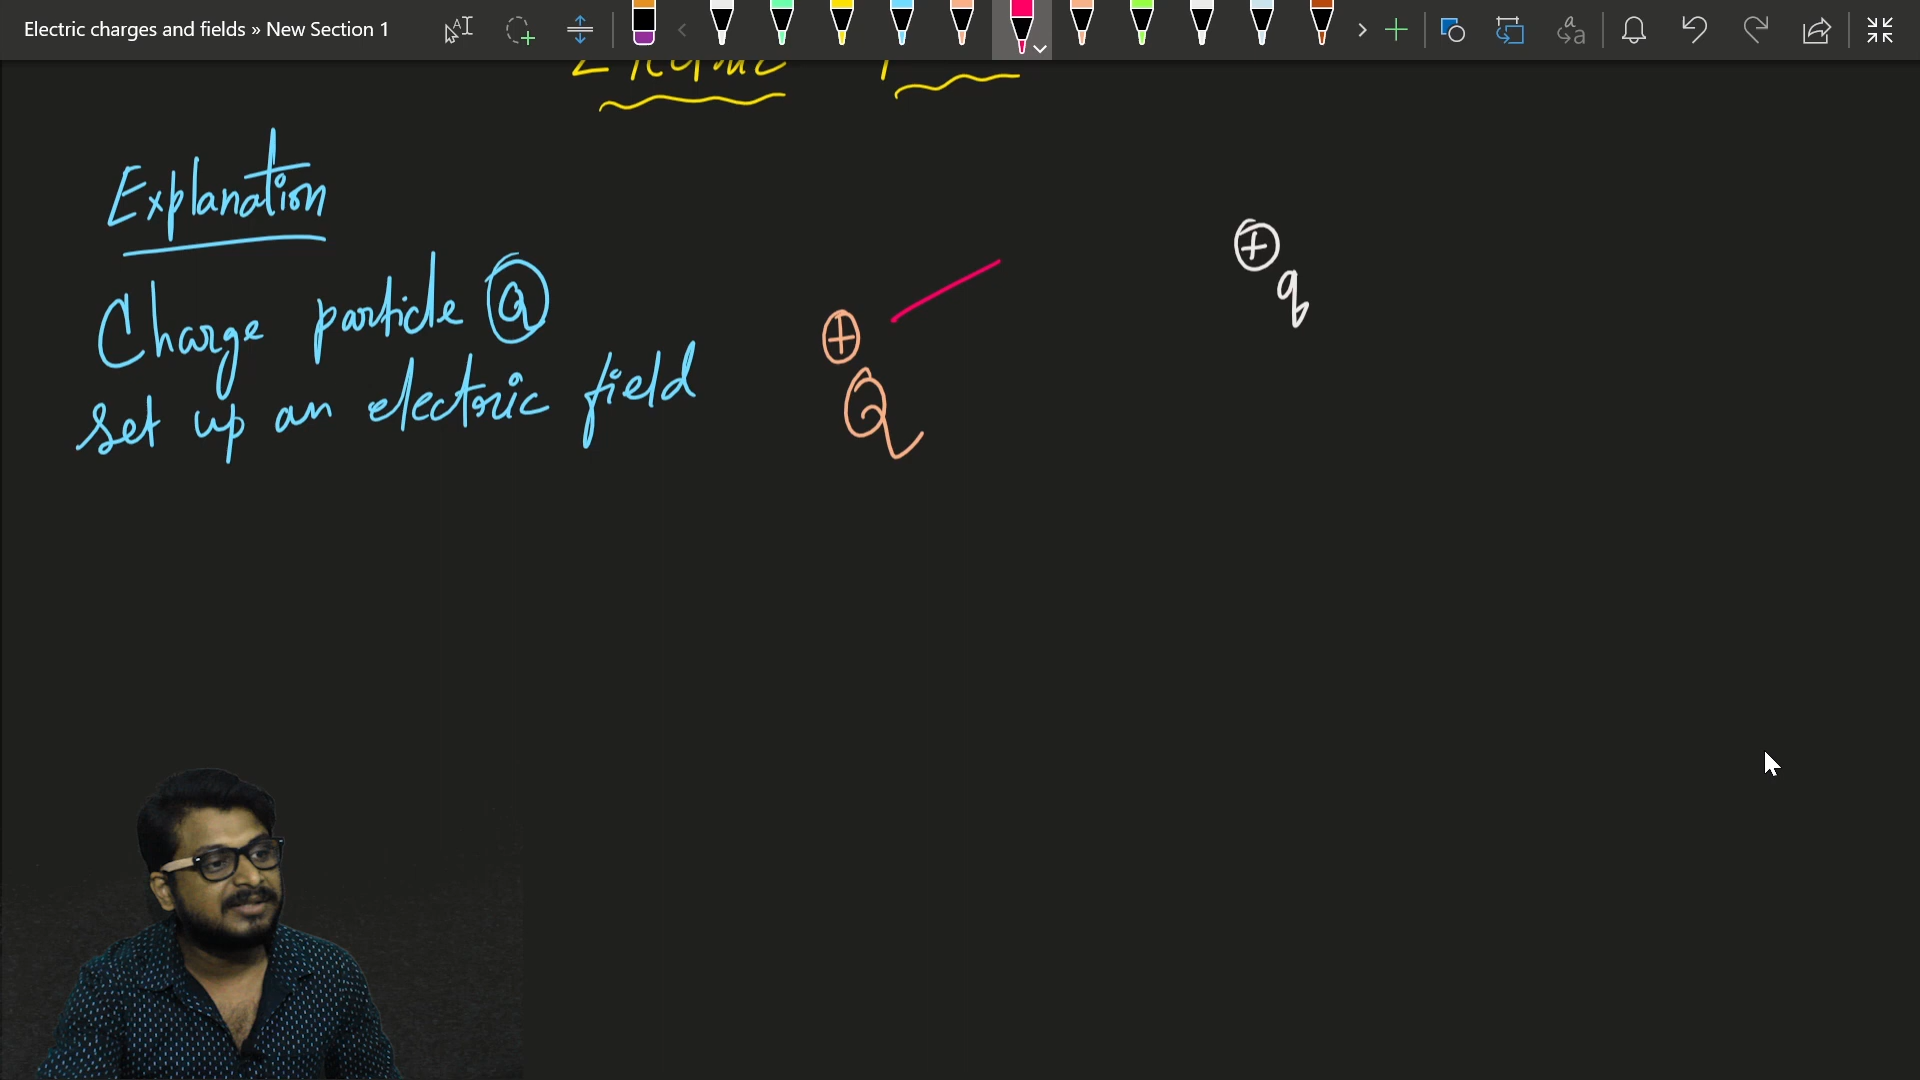 Electric charges and fields » New Section 1
Explanation
Charge particle Q
set up an electric field
+
Q
+
q